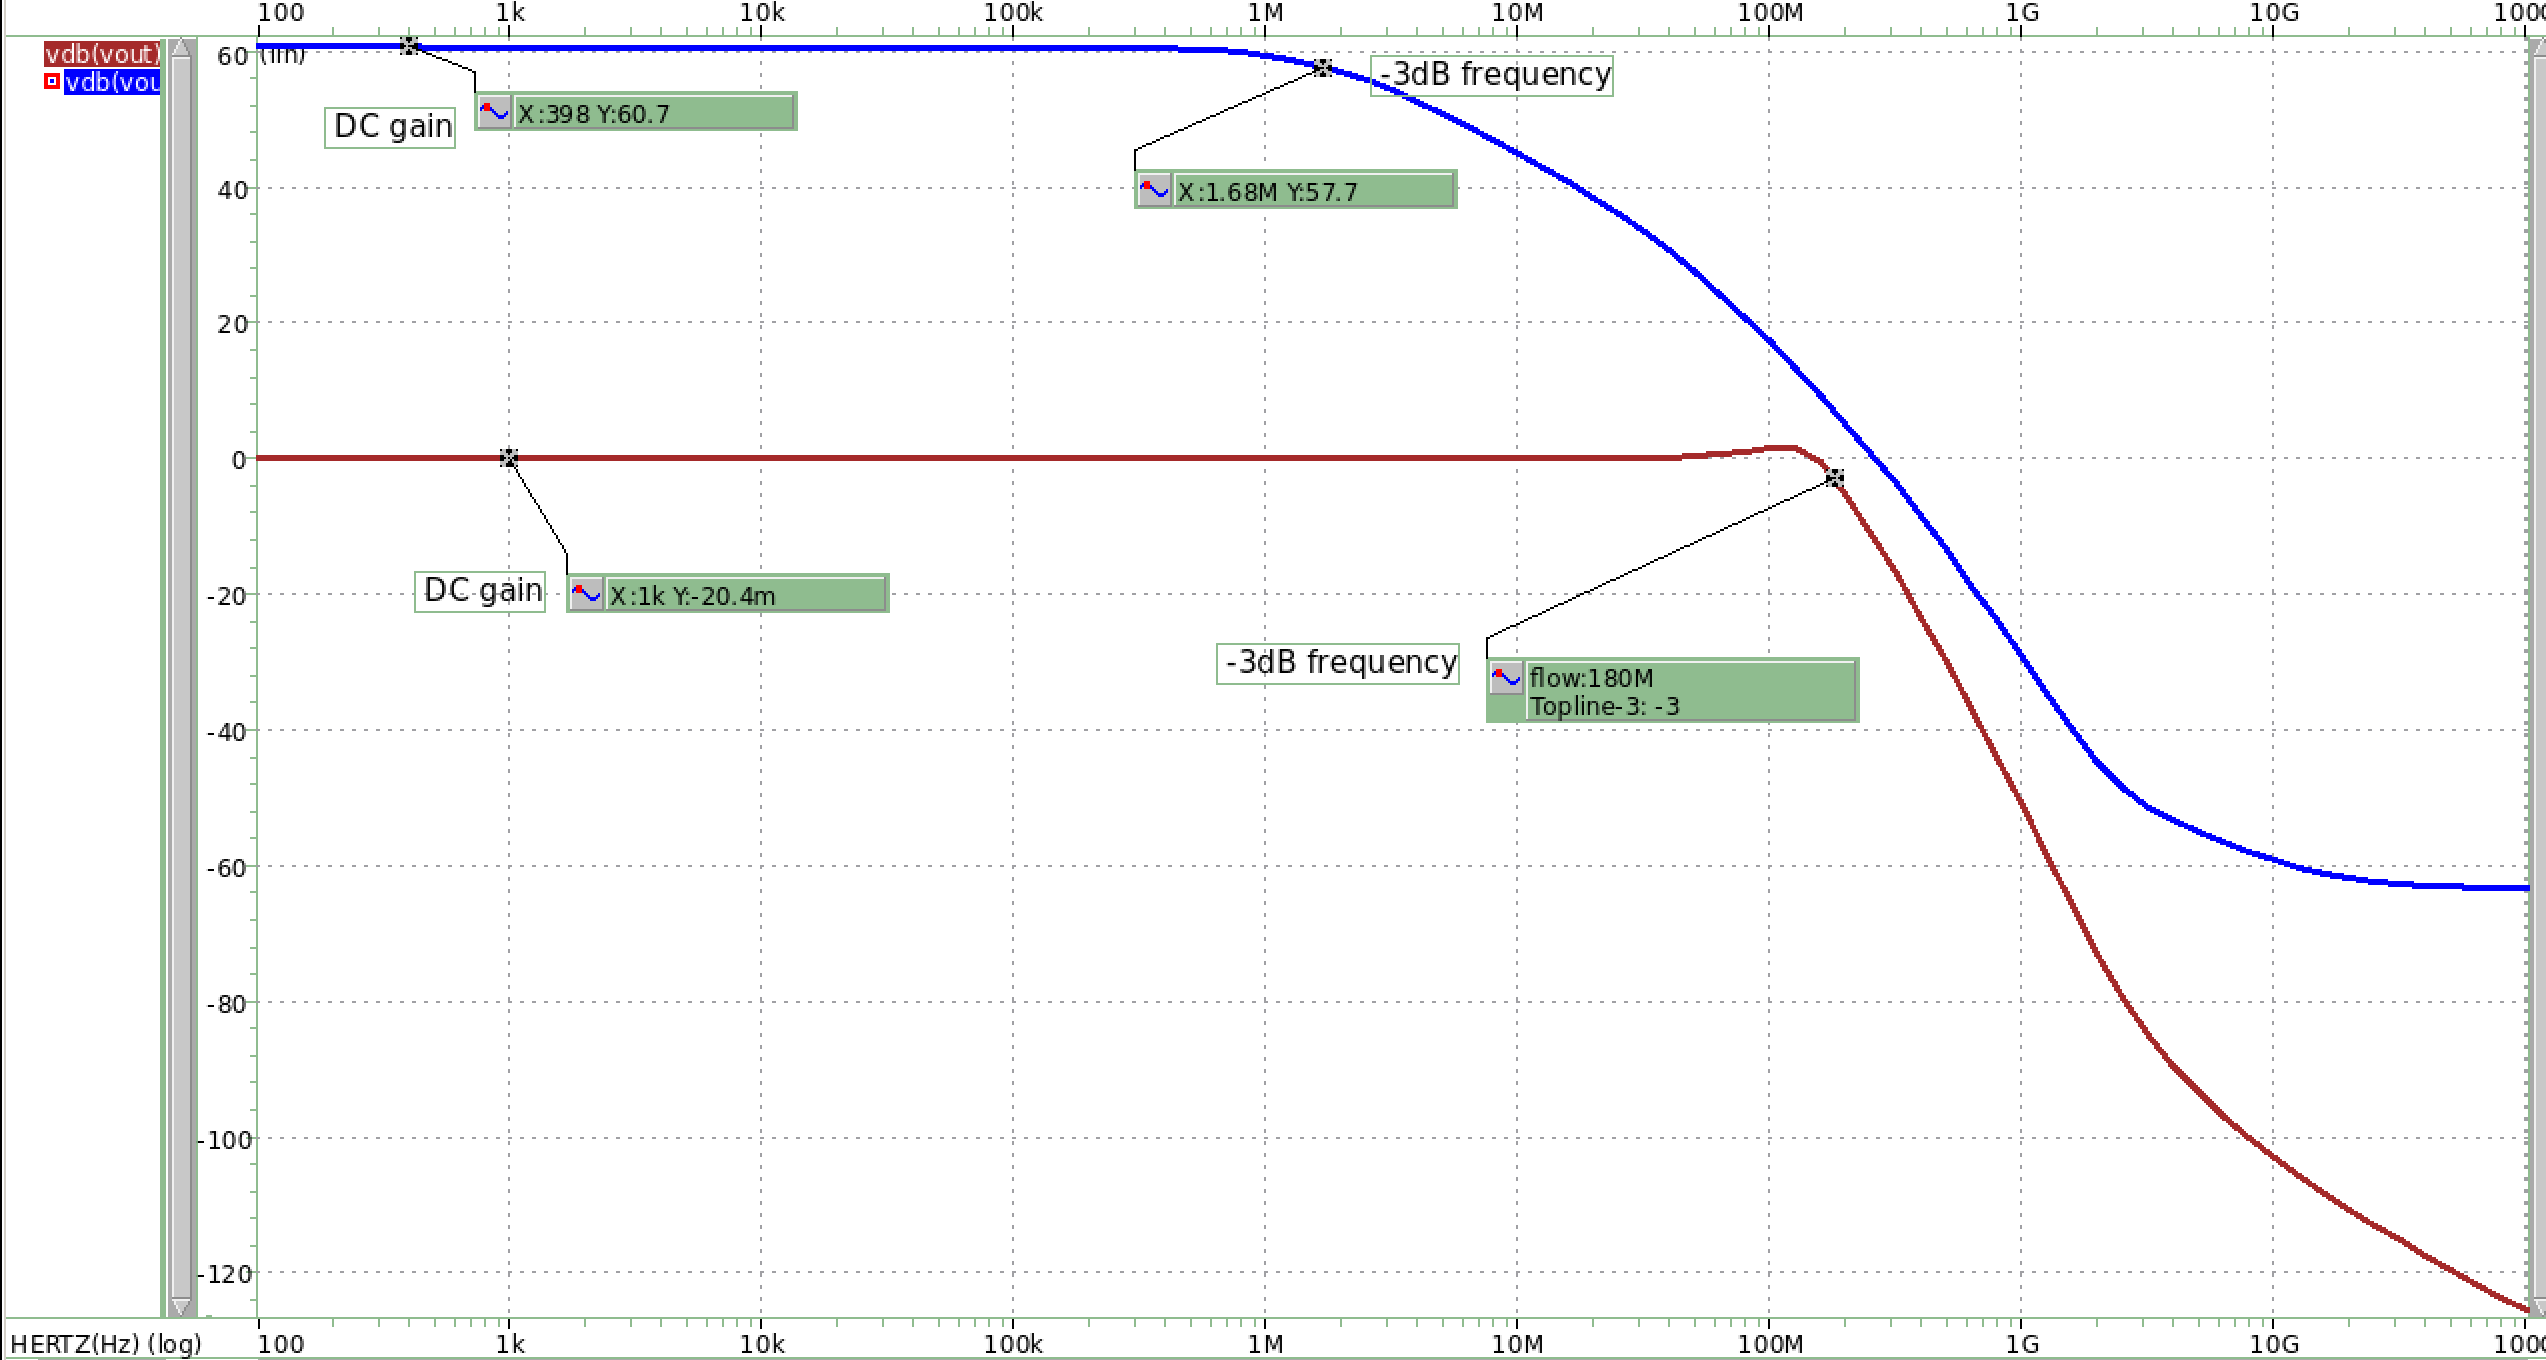 100 1k 10k 100k 1M 10M 100M 1G 10G
vdb(vout)
vdb(vou
60 (lin)
-3dB frequency
X:398 Y:60.7
DC gain
40
X:1.68M Y:57.7
20
0
DC gain
X:1k Y:-20.4m
-20
-3dB frequency
flow:180M
Topline-3: -3
-40
-60
-80
-100
-120
HERTZ(Hz) (log) 100 1k 10k 100k 1M 10M 100M 1G 10G